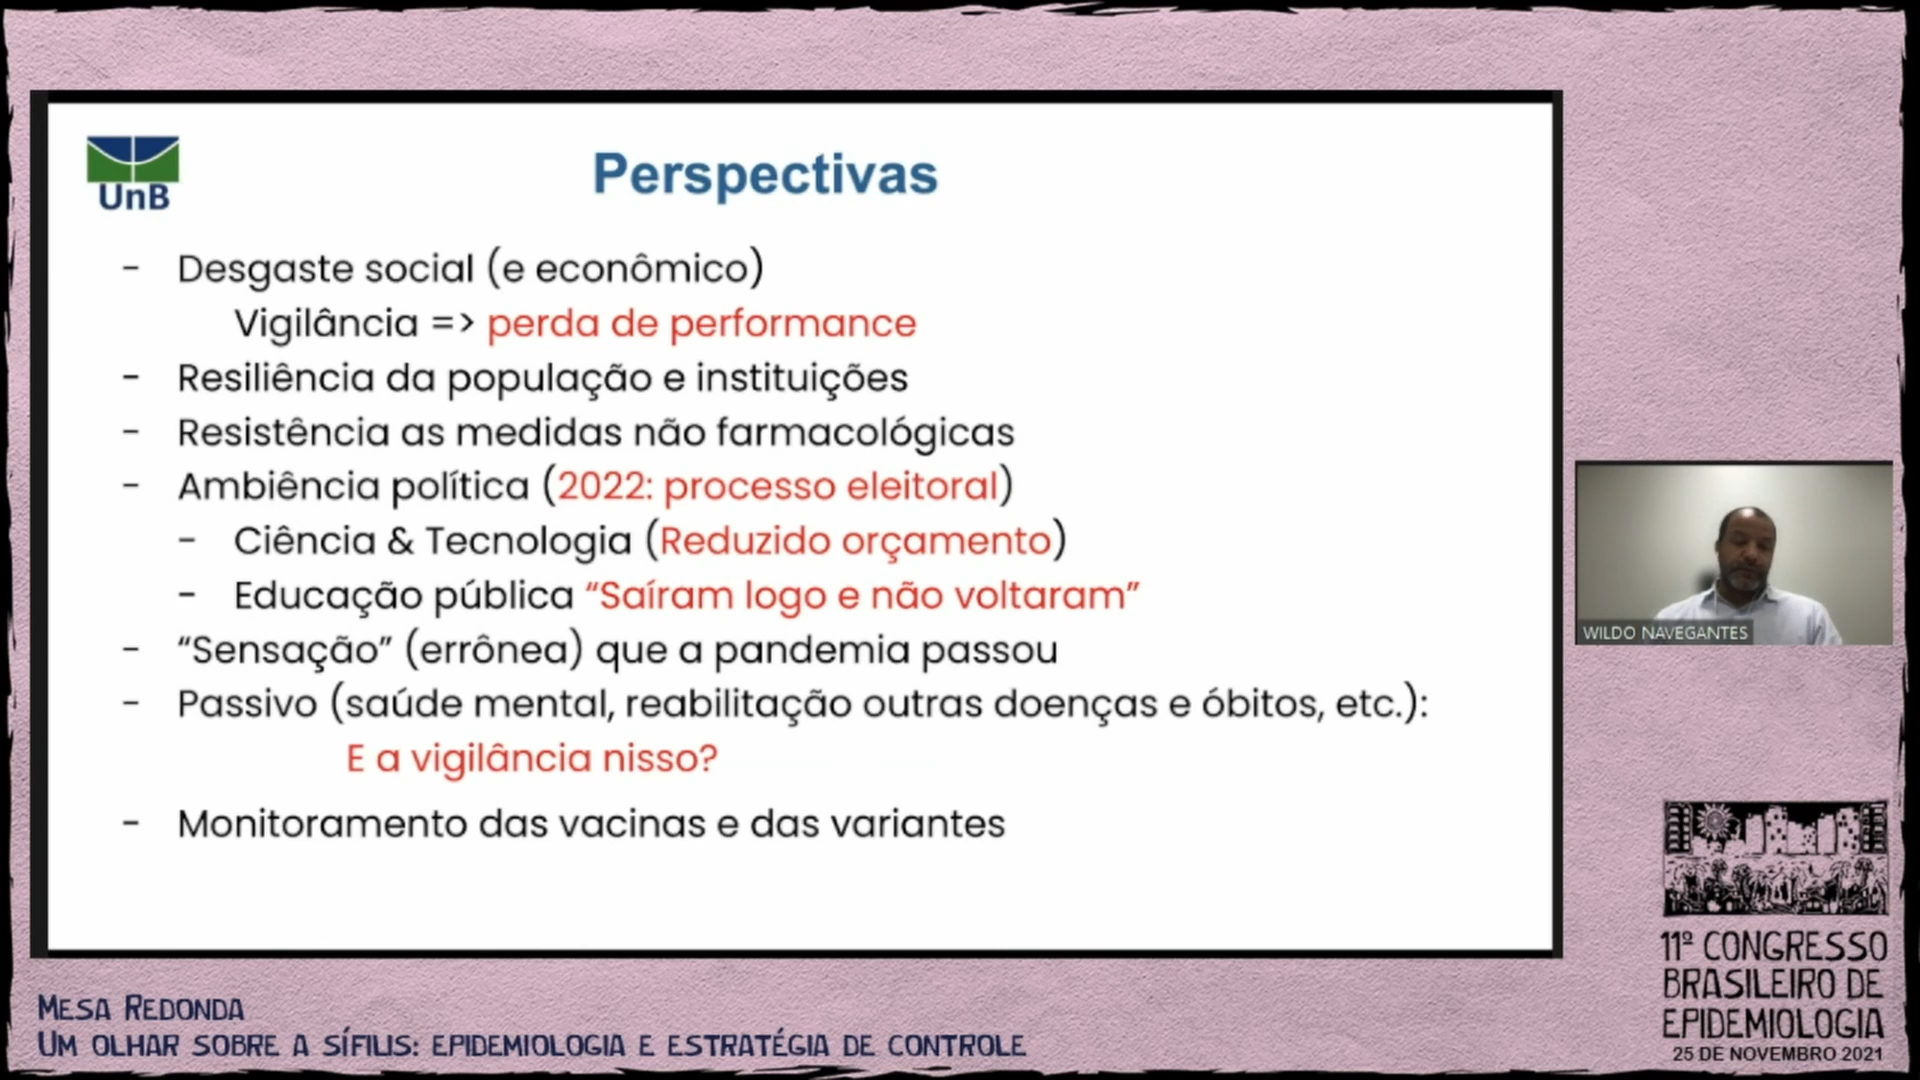 UnB
Perspectivas
- Desgaste social (e econômico)
Vigilância => perda de performance
- Resiliência da população e instituições
- Resistência as medidas não farmacológicas
- Ambiência política (2022: processo eleitoral)
- Ciência & Tecnologia (Reduzido orçamento)
- Educação pública “Saíram logo e não voltaram”
- “Sensação” (errônea) que a pandemia passou
- Passivo (saúde mental, reabilitação outras doenças e óbitos, etc.):
E a vigilância nisso?
- Monitoramento das vacinas e das variantes
WILDO NAVEGANTES
11º CONGRESSO
BRASILEIRO DE
EPIDEMIOLOGIA
25 DE NOVEMBRO 2021
MESA REDONDA
UM OLHAR SOBRE A SÍFILIS: EPIDEMIOLOGIA E ESTRATÉGIA DE CONTROLE